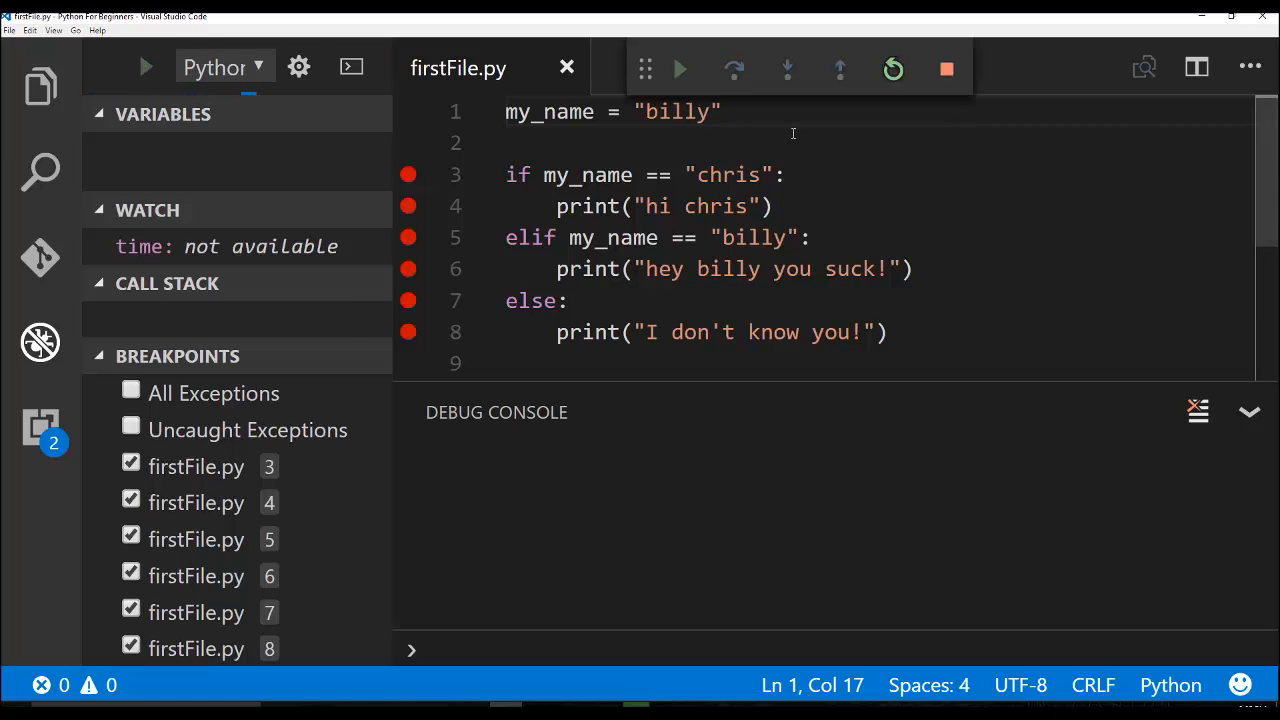 firstFile.py - Python For Beginners - Visual Studio Code
File Edit View Go Help
Python
firstFile.py
VARIABLES
WATCH
time: not available
CALL STACK
BREAKPOINTS
All Exceptions
Uncaught Exceptions
firstFile.py 3
firstFile.py 4
firstFile.py 5
firstFile.py 6
firstFile.py 7
firstFile.py 8
1 my_name = "billy"
2
3 if my_name == "chris":
4 print("hi chris")
5 elif my_name == "billy":
6 print("hey billy you suck!")
7 else:
8 print("I don't know you!")
9
DEBUG CONSOLE
2
0 0
Ln 1, Col 17 Spaces: 4 UTF-8 CRLF Python